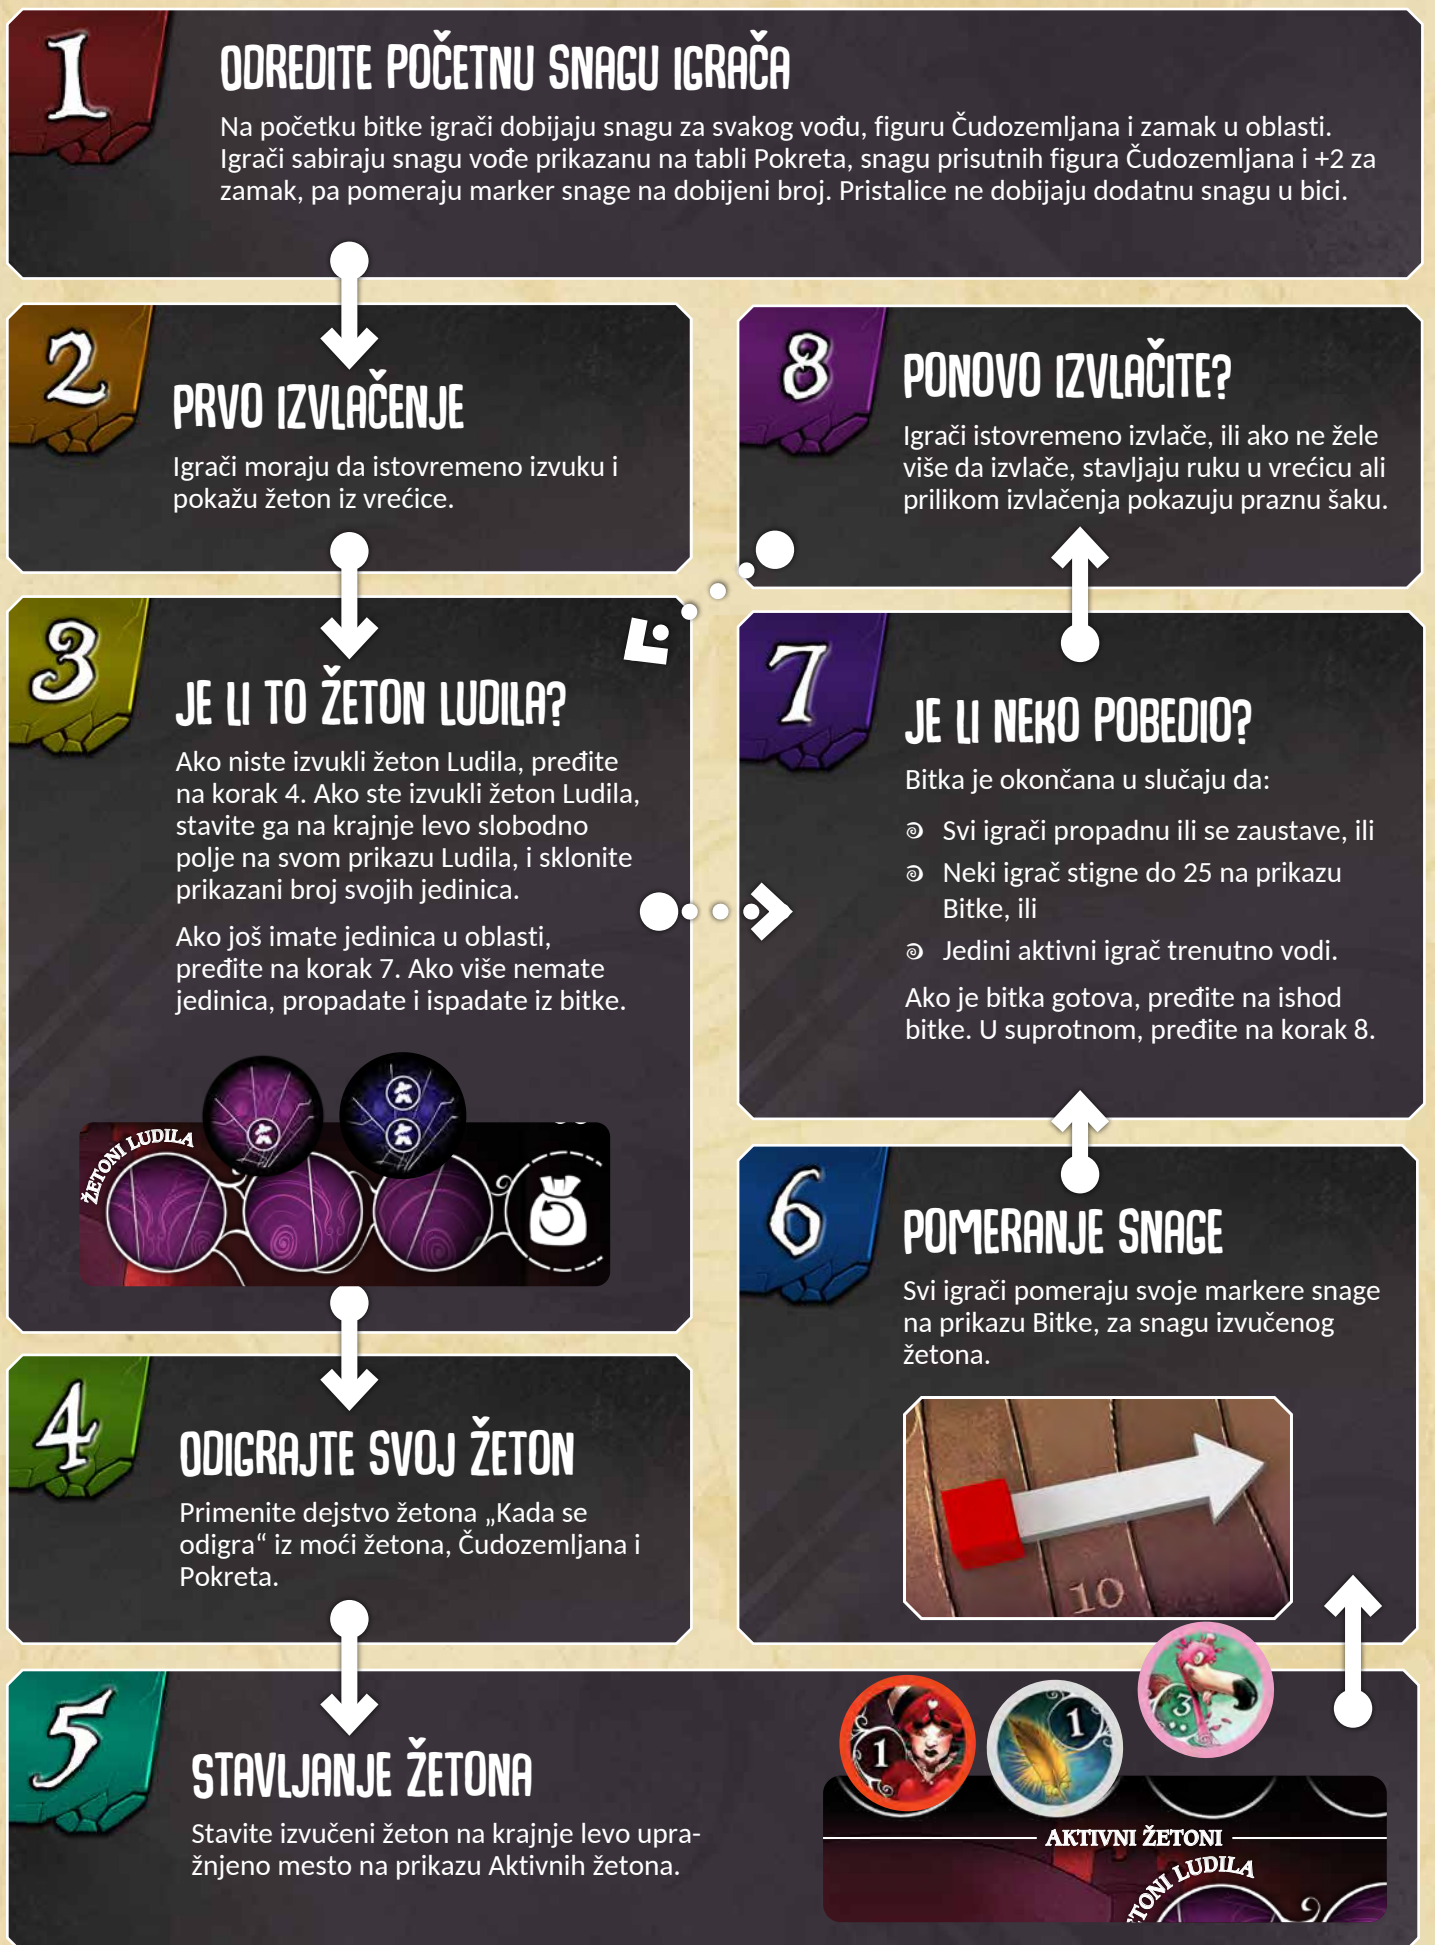 1
ODREDITE POČETNU SNAGU IGRAČA
Na početku bitke igrači dobijaju snagu za svakog vođu, figuru Čudozemljana i zamak u oblasti.
Igrači sabiraju snagu vođe prikazanu na tabli Pokreta, snagu prisutnih figura Čudozemljana i +2 za
zamak, pa pomeraju marker snage na dobijeni broj. Pristalice ne dobijaju dodatnu snagu u bici.
2
PRVO IZVLAČENJE
Igrači moraju da istovremeno izvuku i
pokažu žeton iz vrećice.
3
JE LI TO ŽETON LUDILA?
Ako niste izvukli žeton Ludila, pređite
na korak 4. Ako ste izvukli žeton Ludila,
stavite ga na krajnje levo slobodno
polje na svom prikazu Ludila, i sklonite
prikazani broj svojih jedinica.
Ako još imate jedinica u oblasti,
pređite na korak 7. Ako više nemate
jedinica, propadate i ispadate iz bitke.
ŽETONI LUDILA
4
ODIGRAJTE SVOJ ŽETON
Primenite dejstvo žetona „Kada se
odigra“ iz moći žetona, Čudozemljana i
Pokreta.
5
STAVLJANJE ŽETONA
Stavite izvučeni žeton na krajnje levo upra-
žnjeno mesto na prikazu Aktivnih žetona.
1
1
3
AKTIVNI ŽETONI
ETONI LUDILA
6
POMERANJE SNAGE
Svi igrači pomeraju svoje markere snage
na prikazu Bitke, za snagu izvučenog
žetona.
10
7
JE LI NEKO POBEDIO?
Bitka je okončana u slučaju da:
Svi igrači propadnu ili se zaustave, ili
Neki igrač stigne do 25 na prikazu
Bitke, ili
Jedini aktivni igrač trenutno vodi.
Ako je bitka gotova, pređite na ishod
bitke. U suprotnom, pređite na korak 8.
8
PONOVO IZVLAČITE?
Igrači istovremeno izvlače, ili ako ne žele
više da izvlače, stavljaju ruku u vrećicu ali
prilikom izvlačenja pokazuju praznu šaku.